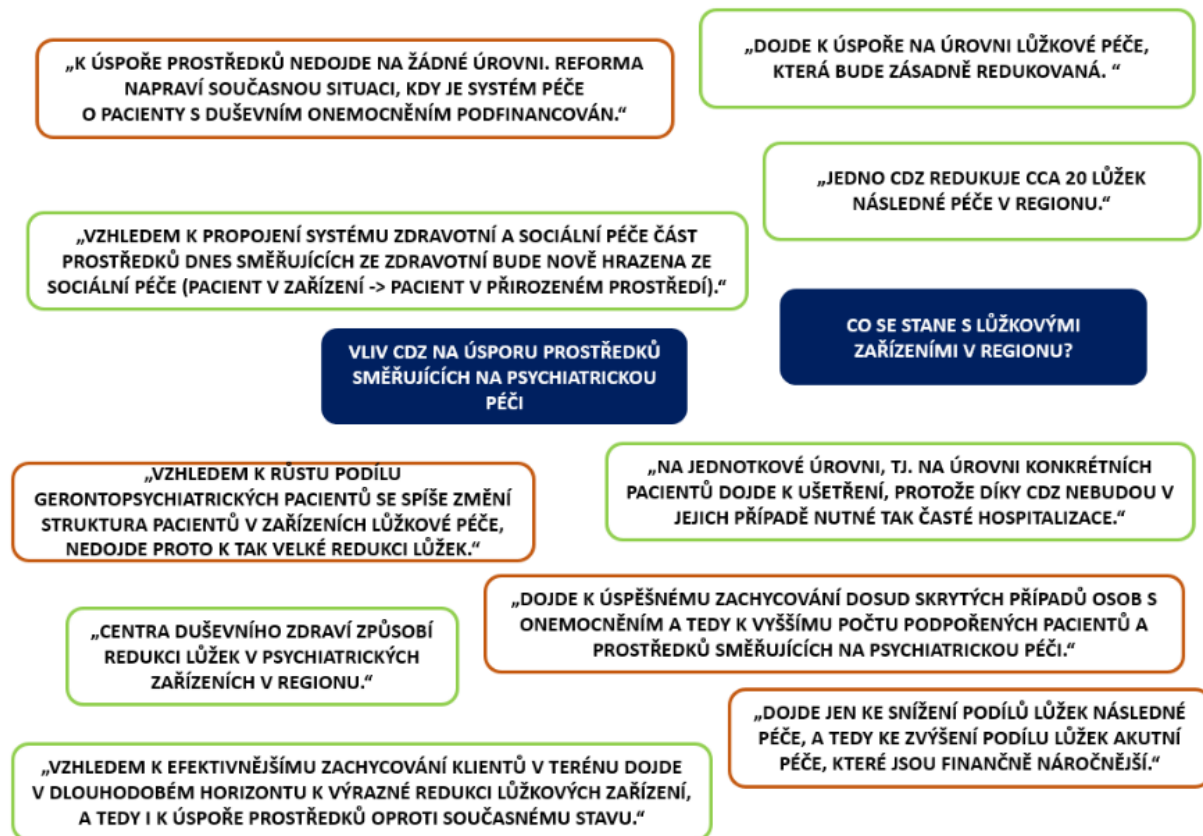 „K ÚSPOŘE PROSTŘEDKŮ NEDOJDE NA ŽÁDNÉ ÚROVNI. REFORMA
NAPRAVÍ SOUČASNOU SITUACI, KDY JE SYSTÉM PÉČE
O PACIENTY S DUŠEVNÍM ONEMOCNĚNÍM PODFINANCOVÁN.“
„DOJDE K ÚSPOŘE NA ÚROVNI LŮŽKOVÉ PÉČE,
KTERÁ BUDE ZÁSADNĚ REDUKOVANÁ. “
„JEDNO CDZ REDUKUJE CCA 20 LŮŽEK
NÁSLEDNÉ PÉČE V REGIONU.“
„VZHLEDEM K PROPOJENÍ SYSTÉMU ZDRAVOTNÍ A SOCIÁLNÍ PÉČE ČÁST
PROSTŘEDKŮ DNES SMĚŘUJÍCÍCH ZE ZDRAVOTNÍ BUDE NOVĚ HRAZENA ZE
SOCIÁLNÍ PÉČE (PACIENT V ZAŘÍZENÍ -> PACIENT V PŘIROZENÉM PROSTŘEDÍ).“
CO SE STANE S LŮŽKOVÝMI
ZAŘÍZENÍMI V REGIONU?
VLIV CDZ NA ÚSPORU PROSTŘEDKŮ
SMĚŘUJÍCÍCH NA PSYCHIATRICKOU
PÉČI
„VZHLEDEM K RŮSTU PODÍLU
GERONTOPSYCHIATRICKÝCH PACIENTŮ SE SPÍŠE ZMĚNÍ
STRUKTURA PACIENTŮ V ZAŘÍZENÍCH LŮŽKOVÉ PÉČE,
NEDOJDE PROTO K TAK VELKÉ REDUKCI LŮŽEK.“
„NA JEDNOTKOVÉ ÚROVNI, TJ. NA ÚROVNI KONKRÉTNÍCH
PACIENTŮ DOJDE K UŠETŘENÍ, PROTOŽE DÍKY CDZ NEBUDOU V
JEJICH PŘÍPADĚ NUTNÉ TAK ČASTÉ HOSPITALIZACE.“
„DOJDE K ÚSPĚŠNÉMU ZACHYCOVÁNÍ DOSUD SKRYTÝCH PŘÍPADŮ OSOB S
ONEMOCNĚNÍM A TEDY K VYŠŠÍMU POČTU PODPOŘENÝCH PACIENTŮ A
PROSTŘEDKŮ SMĚŘUJÍCÍCH NA PSYCHIATRICKOU PÉČI.“
„CENTRA DUŠEVNÍHO ZDRAVÍ ZPŮSOBÍ
REDUKCI LŮŽEK V PSYCHIATRICKÝCH
ZAŘÍZENÍCH V REGIONU.“
„DOJDE JEN KE SNÍŽENÍ PODÍLŮ LŮŽEK NÁSLEDNÉ
PÉČE, A TEDY KE ZVÝŠENÍ PODÍLU LŮŽEK AKUTNÍ
PÉČE, KTERÉ JSOU FINANČNĚ NÁROČNĚJŠÍ.“
„VZHLEDEM K EFEKTIVNĚJŠÍMU ZACHYCOVÁNÍ KLIENTŮ V TERÉNU DOJDE
V DLOUHODOBÉM HORIZONTU K VÝRAZNÉ REDUKCI LŮŽKOVÝCH ZAŘÍZENÍ,
A TEDY I K ÚSPOŘE PROSTŘEDKŮ OPROTI SOUČASNÉMU STAVU.“